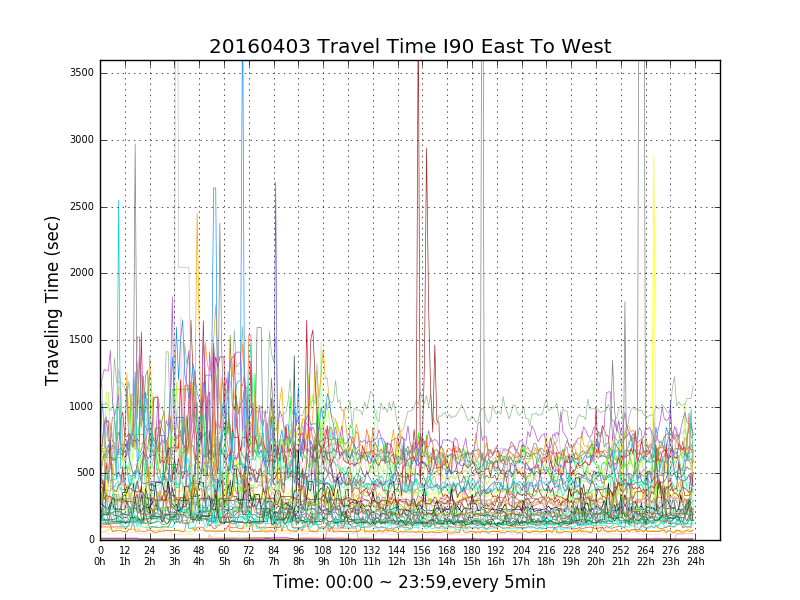 20160403 Travel Time I90 East To West
Traveling Time (sec)
3500
3000
2500
2000
1500
1000
500
0
0 12 24 36 48 60 72 84 96 108 120 132 144 156 168 180 192 204 216 228 240 252 264 276 288
0h 1h 2h 3h 4h 5h 6h 7h 8h 9h 10h 11h 12h 13h 14h 15h 16h 17h 18h 19h 20h 21h 22h 23h 24h
Time: 00:00 ~ 23:59,every 5min